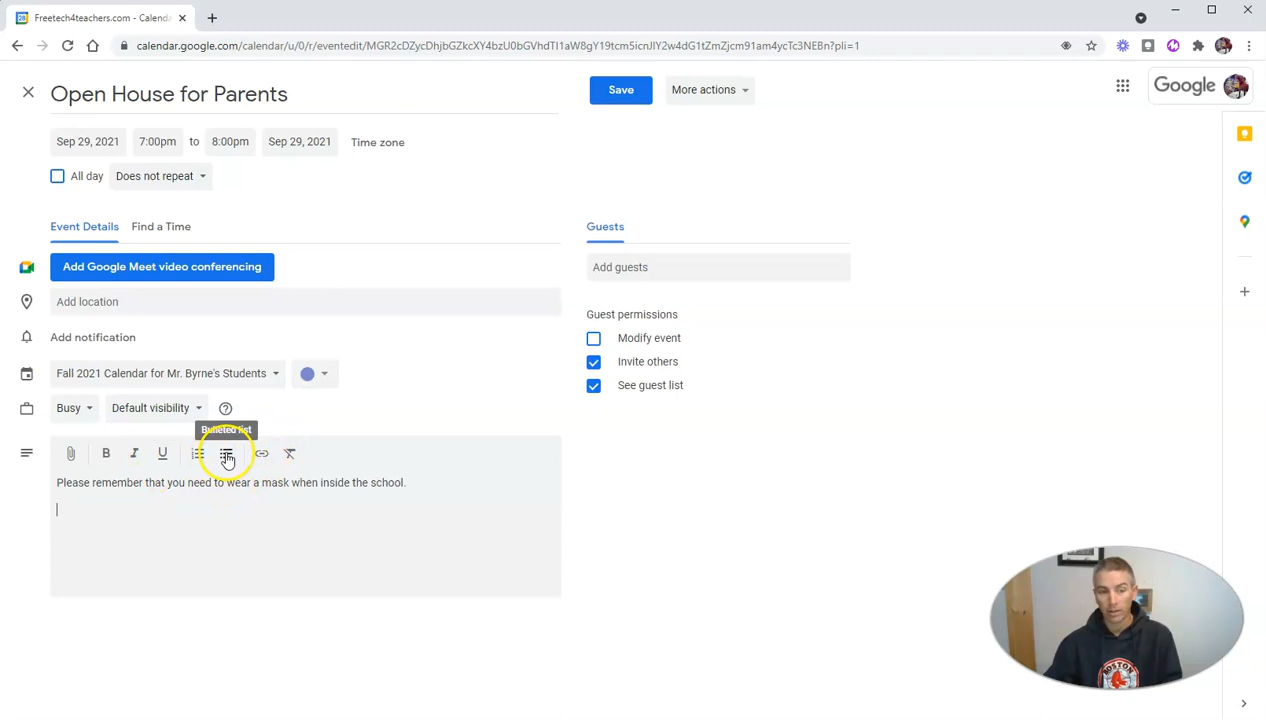 Freetech4teachers.com - Calenda
calendar.google.com/calendar/u/0/r/eventedit/MGR2cDZycDhjbGZkcXY4bzU0bGVhdTI1aW8gY19tcm5icnJlY2w4dG1tZmZjcm91am4ycTc3NEBn?pli=1
Open House for Parents
Save
More actions
Google
Sep 29, 2021
7:00pm
to
8:00pm
Sep 29, 2021
Time zone
All day
Does not repeat
Event Details
Find a Time
Guests
Add Google Meet video conferencing
Add guests
Add location
Guest permissions
Add notification
Modify event
Invite others
Fall 2021 Calendar for Mr. Byrne's Students
See guest list
Busy
Default visibility
Bulleted list
Please remember that you need to wear a mask when inside the school.
BOSTON